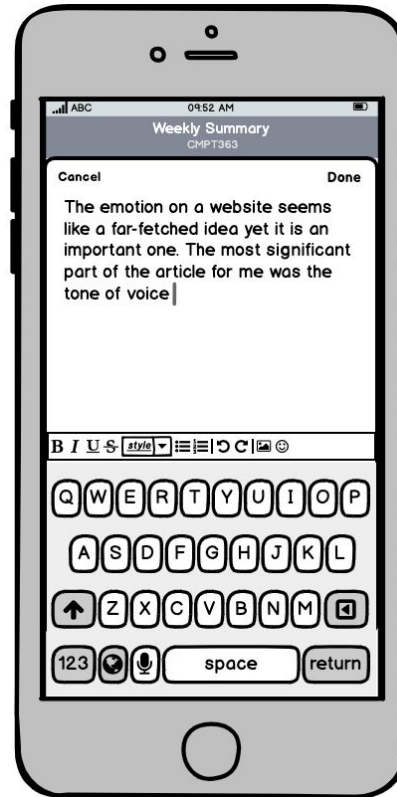 ABC 09:52 AM
Weekly Summary
CMPT363
Cancel Done
The emotion on a website seems
like a far-fetched idea yet it is an
important one. The most significant
part of the article for me was the
tone of voice
B I U S style
Q W E R T Y U I O P
A S D F G H J K L
Z X C V B N M
123 space return